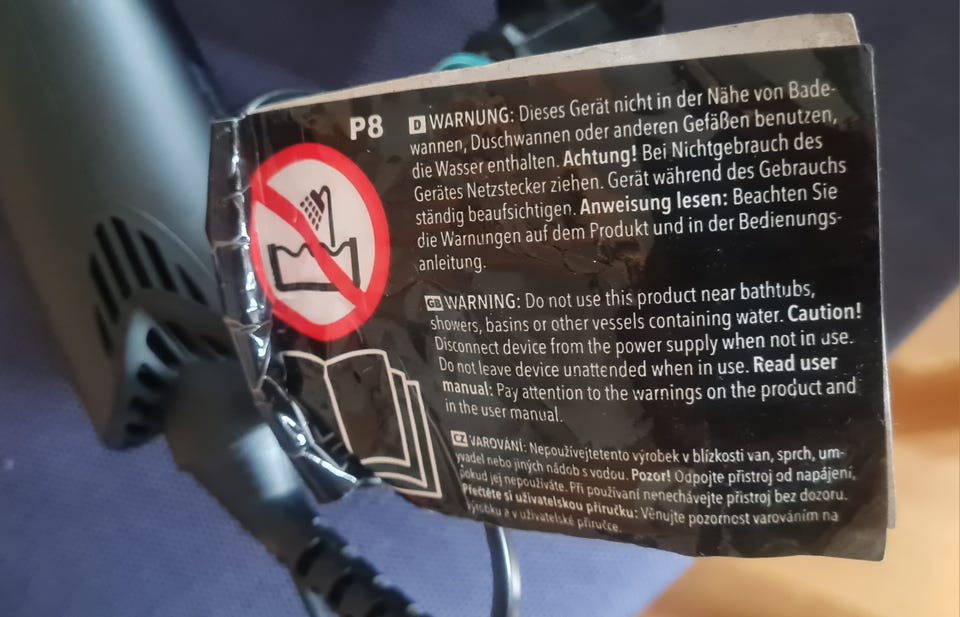 P8
D WARNUNG: Dieses Gerät nicht in der Nähe von Bade-
wannen, Duschwannen oder anderen Gefäßen benutzen,
die Wasser enthalten. Achtung! Bei Nichtgebrauch des
Gerätes Netzstecker ziehen. Gerät während des Gebrauchs
ständig beaufsichtigen. Anweisung lesen: Beachten Sie
die Warnungen auf dem Produkt und in der Bedienungs-
anleitung.
GB WARNING: Do not use this product near bathtubs,
showers, basins or other vessels containing water. Caution!
Disconnect device from the power supply when not in use.
Do not leave device unattended when in use. Read user
manual: Pay attention to the warnings on the product and
in the user manual.
CZ VAROVÁNÍ: Nepoužívejtetento výrobek v blízkosti van, sprch, um-
yvadel nebo jiných nádob s vodou. Pozor! Odpojte přístroj od napájení,
pokud jej nepoužíváte. Při používání nenechávejte přístroj bez dozoru.
Přečtěte si uživatelskou příručku: Věnujte pozornost varováním na
výrobku a v uživatelské příručce.